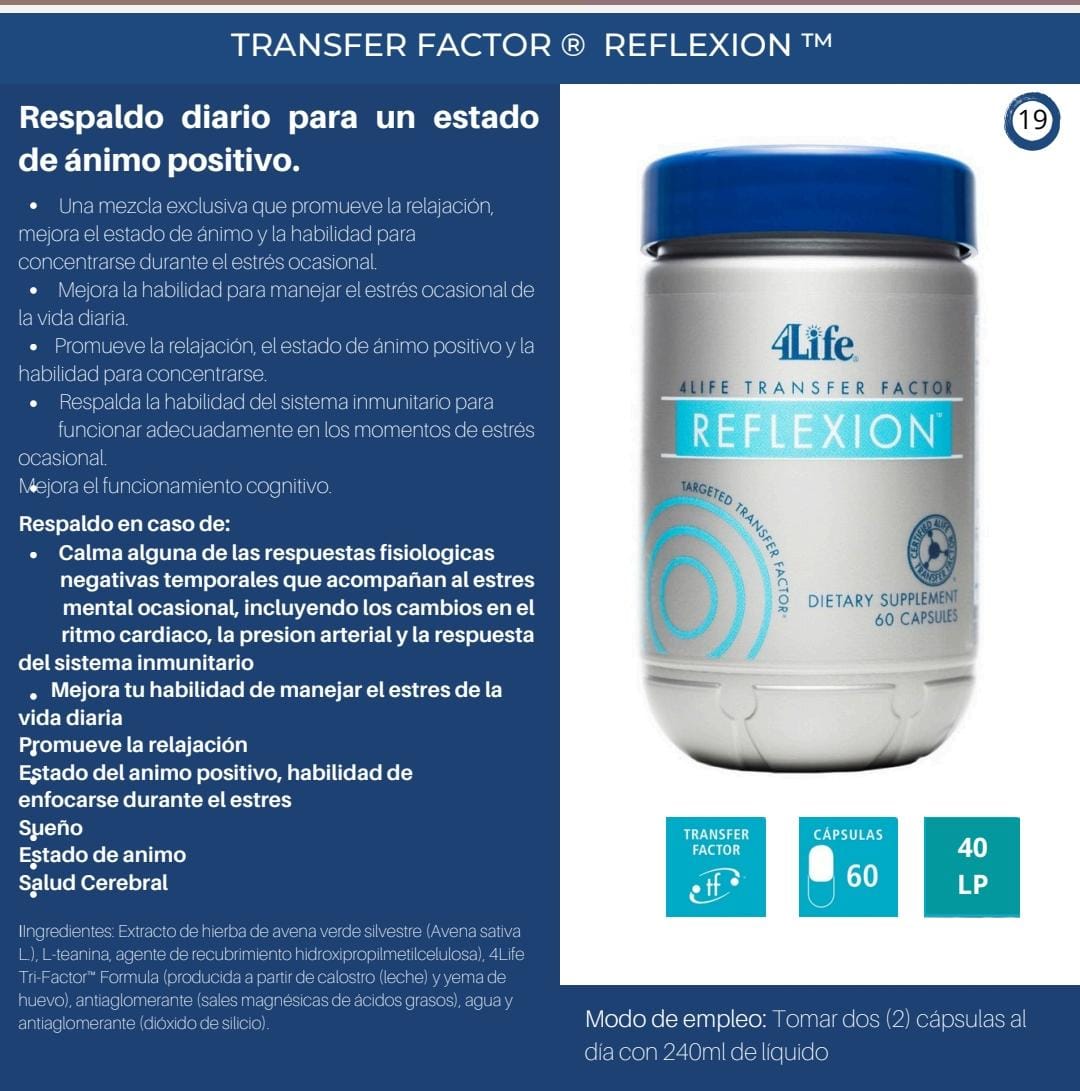 TRANSFER FACTOR ® REFLEXION ™
Respaldo diario para un estado
de ánimo positivo.
• Una mezcla exclusiva que promueve la relajación,
mejora el estado de ánimo y la habilidad para
concentrarse durante el estrés ocasional.
• Mejora la habilidad para manejar el estrés ocasional de
la vida diaria.
• Promueve la relajación, el estado de ánimo positivo y la
habilidad para concentrarse.
• Respalda la habilidad del sistema inmunitario para
funcionar adecuadamente en los momentos de estrés
ocasional.
Mejora el funcionamiento cognitivo.
Respaldo en caso de:
• Calma alguna de las respuestas fisiologicas
negativas temporales que acompañan al estres
mental ocasional, incluyendo los cambios en el
ritmo cardiaco, la presion arterial y la respuesta
del sistema inmunitario
• Mejora tu habilidad de manejar el estres de la
vida diaria
Promueve la relajación
Estado del animo positivo, habilidad de
enfocarse durante el estres
Sueño
Estado de animo
Salud Cerebral
IIngredientes: Extracto de hierba de avena verde silvestre (Avena sativa
L.), L-teanina, agente de recubrimiento hidroxipropilmetilcelulosa), 4Life
Tri-Factor™ Formula (producida a partir de calostro (leche) y yema de
huevo), antiaglomerante (sales magnésicas de ácidos grasos), agua y
antiaglomerante (dióxido de silicio).
19
4Life®
4LIFE TRANSFER FACTOR
REFLEXION™
TARGETED TRANSFER FACTOR®
CERTIFIED 4LIFE
TRANSFER
DIETARY SUPPLEMENT
60 CAPSULES
TRANSFER
FACTOR
tf
CÁPSULAS
60
40
LP
Modo de empleo: Tomar dos (2) cápsulas al
día con 240ml de líquido